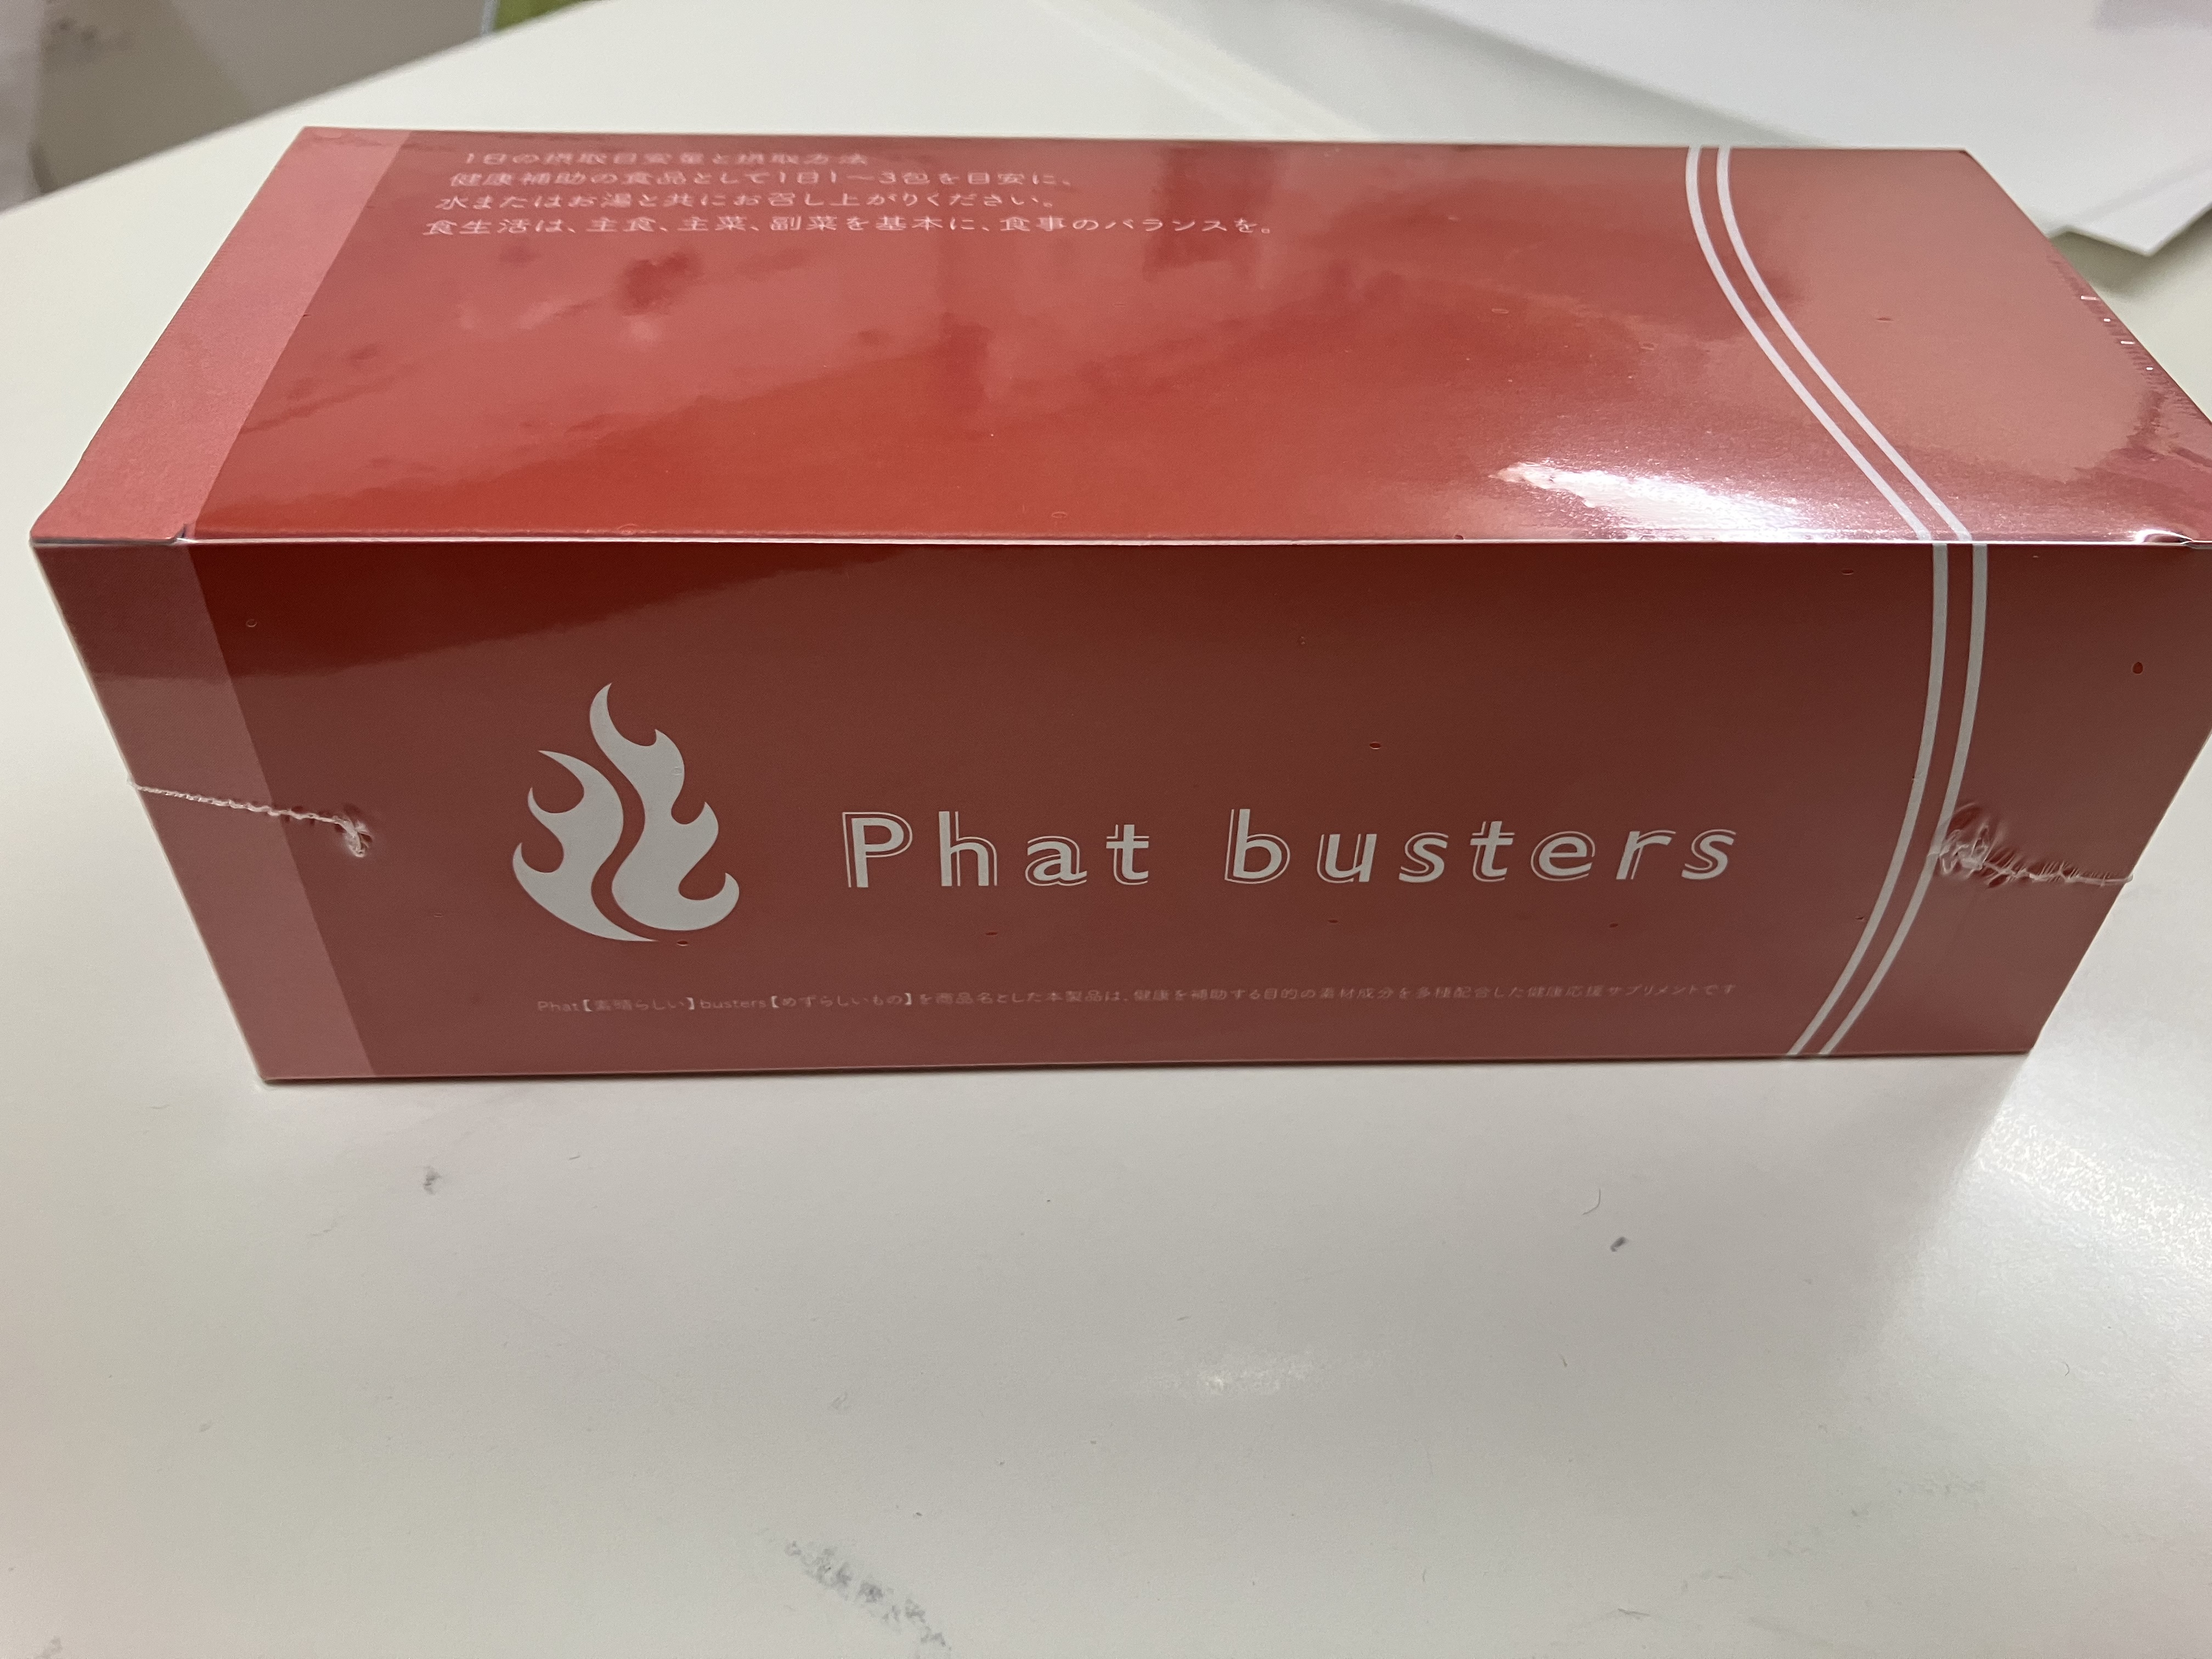 1日の摂取目安量と摂取方法
健康補助の食品として1日1〜3包を目安に、
水またはお湯と共にお召し上がりください。
食生活は、主食、主菜、副菜を基本に、食事のバランスを。
Phat busters
Phat【素晴らしい】busters【めずらしいもの】を商品名とした本製品は、健康を補助する目的の素材成分を多種配合した健康応援サプリメントです